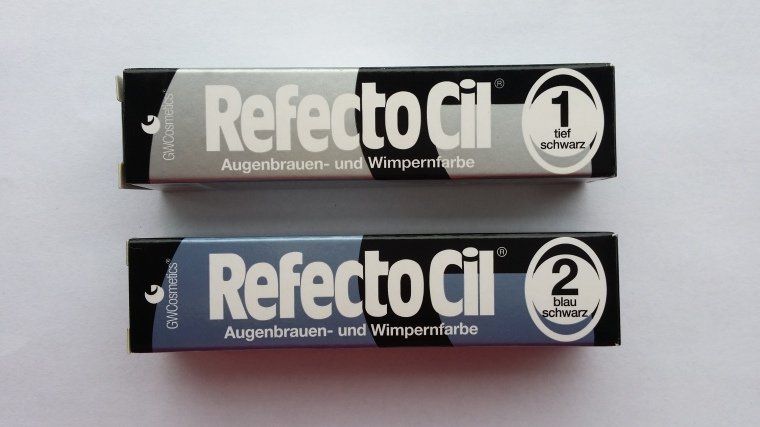 GWCosmetics®
RefectoCil®
Augenbrauen- und Wimpernfarbe
1
tief
schwarz
GWCosmetics®
RefectoCil®
Augenbrauen- und Wimpernfarbe
2
blau
schwarz